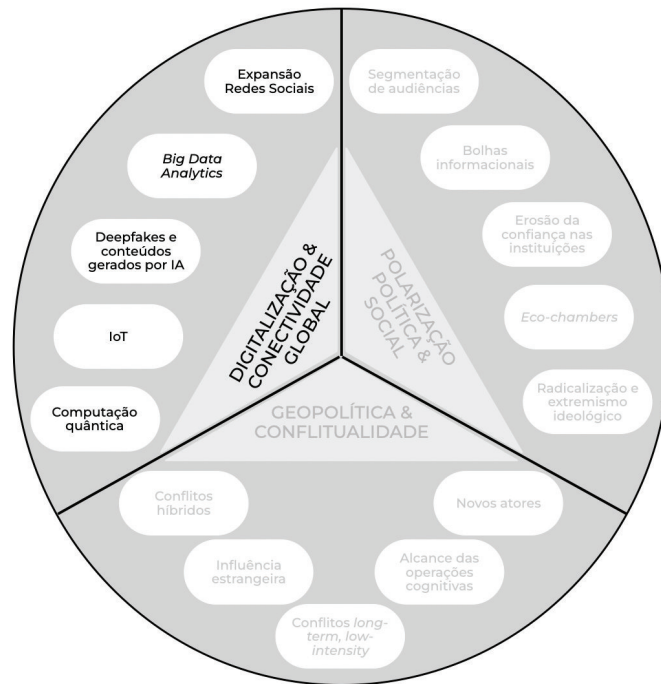 Expansão
Redes Sociais
Big Data
Analytics
Deepfakes e
conteúdos
gerados por IA
IoT
Computação
quântica
DIGITALIZAÇÃO &
CONECTIVIDADE
GLOBAL
Segmentação
de audiências
Bolhas
informacionais
Erosão da
confiança nas
instituições
Eco-chambers
Radicalização e
extremismo
ideológico
POLARIZAÇÃO
POLÍTICA &
SOCIAL
GEOPOLÍTICA &
CONFLITUALIDADE
Conflitos
híbridos
Influência
estrangeira
Conflitos long-
term, low-
intensity
Alcance das
operações
cognitivas
Novos atores